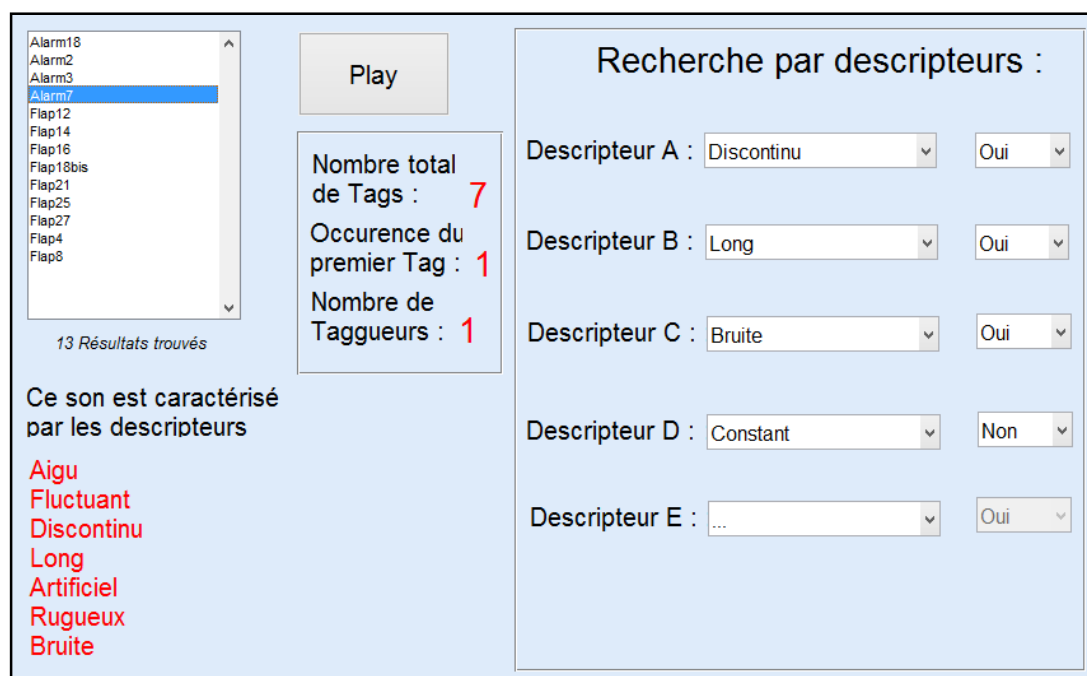 Alarm18
Alarm2
Alarm3
Alarm7
Flap12
Flap14
Flap16
Flap18bis
Flap21
Flap25
Flap27
Flap4
Flap8
13 Résultats trouvés
Play
Nombre total
de Tags : 7
Occurence du
premier Tag : 1
Nombre de
Taggueurs : 1
Ce son est caractérisé
par les descripteurs
Aigu
Fluctuant
Discontinu
Long
Artificiel
Rugueux
Bruite
Recherche par descripteurs :
Descripteur A : Discontinu Oui
Descripteur B : Long Oui
Descripteur C : Bruite Oui
Descripteur D : Constant Non
Descripteur E : ... Oui